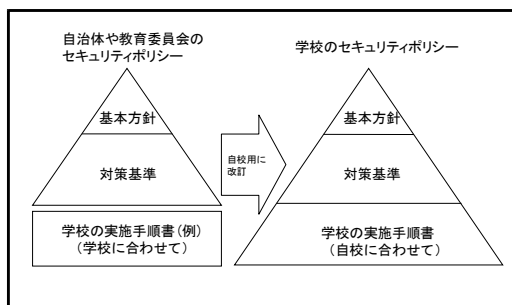 自治体や教育委員会の
セキュリティポリシー
基本方針
対策基準
学校の実施手順書(例)
(学校に合わせて)
自校用に
改訂
学校のセキュリティポリシー
基本方針
対策基準
学校の実施手順書
(自校に合わせて)